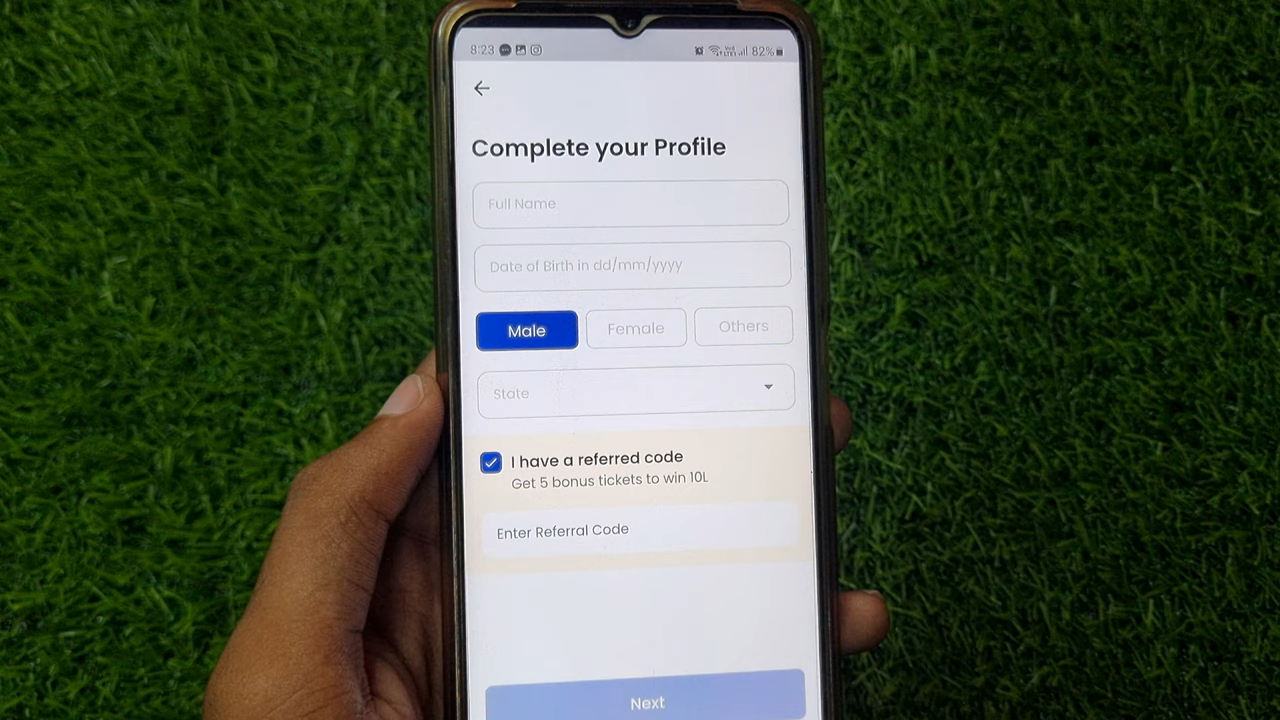 8:23 82%
Complete your Profile
Full Name
Date of Birth in dd/mm/yyyy
Male Female Others
State
I have a referred code
Get 5 bonus tickets to win 10L
Enter Referral Code
Next